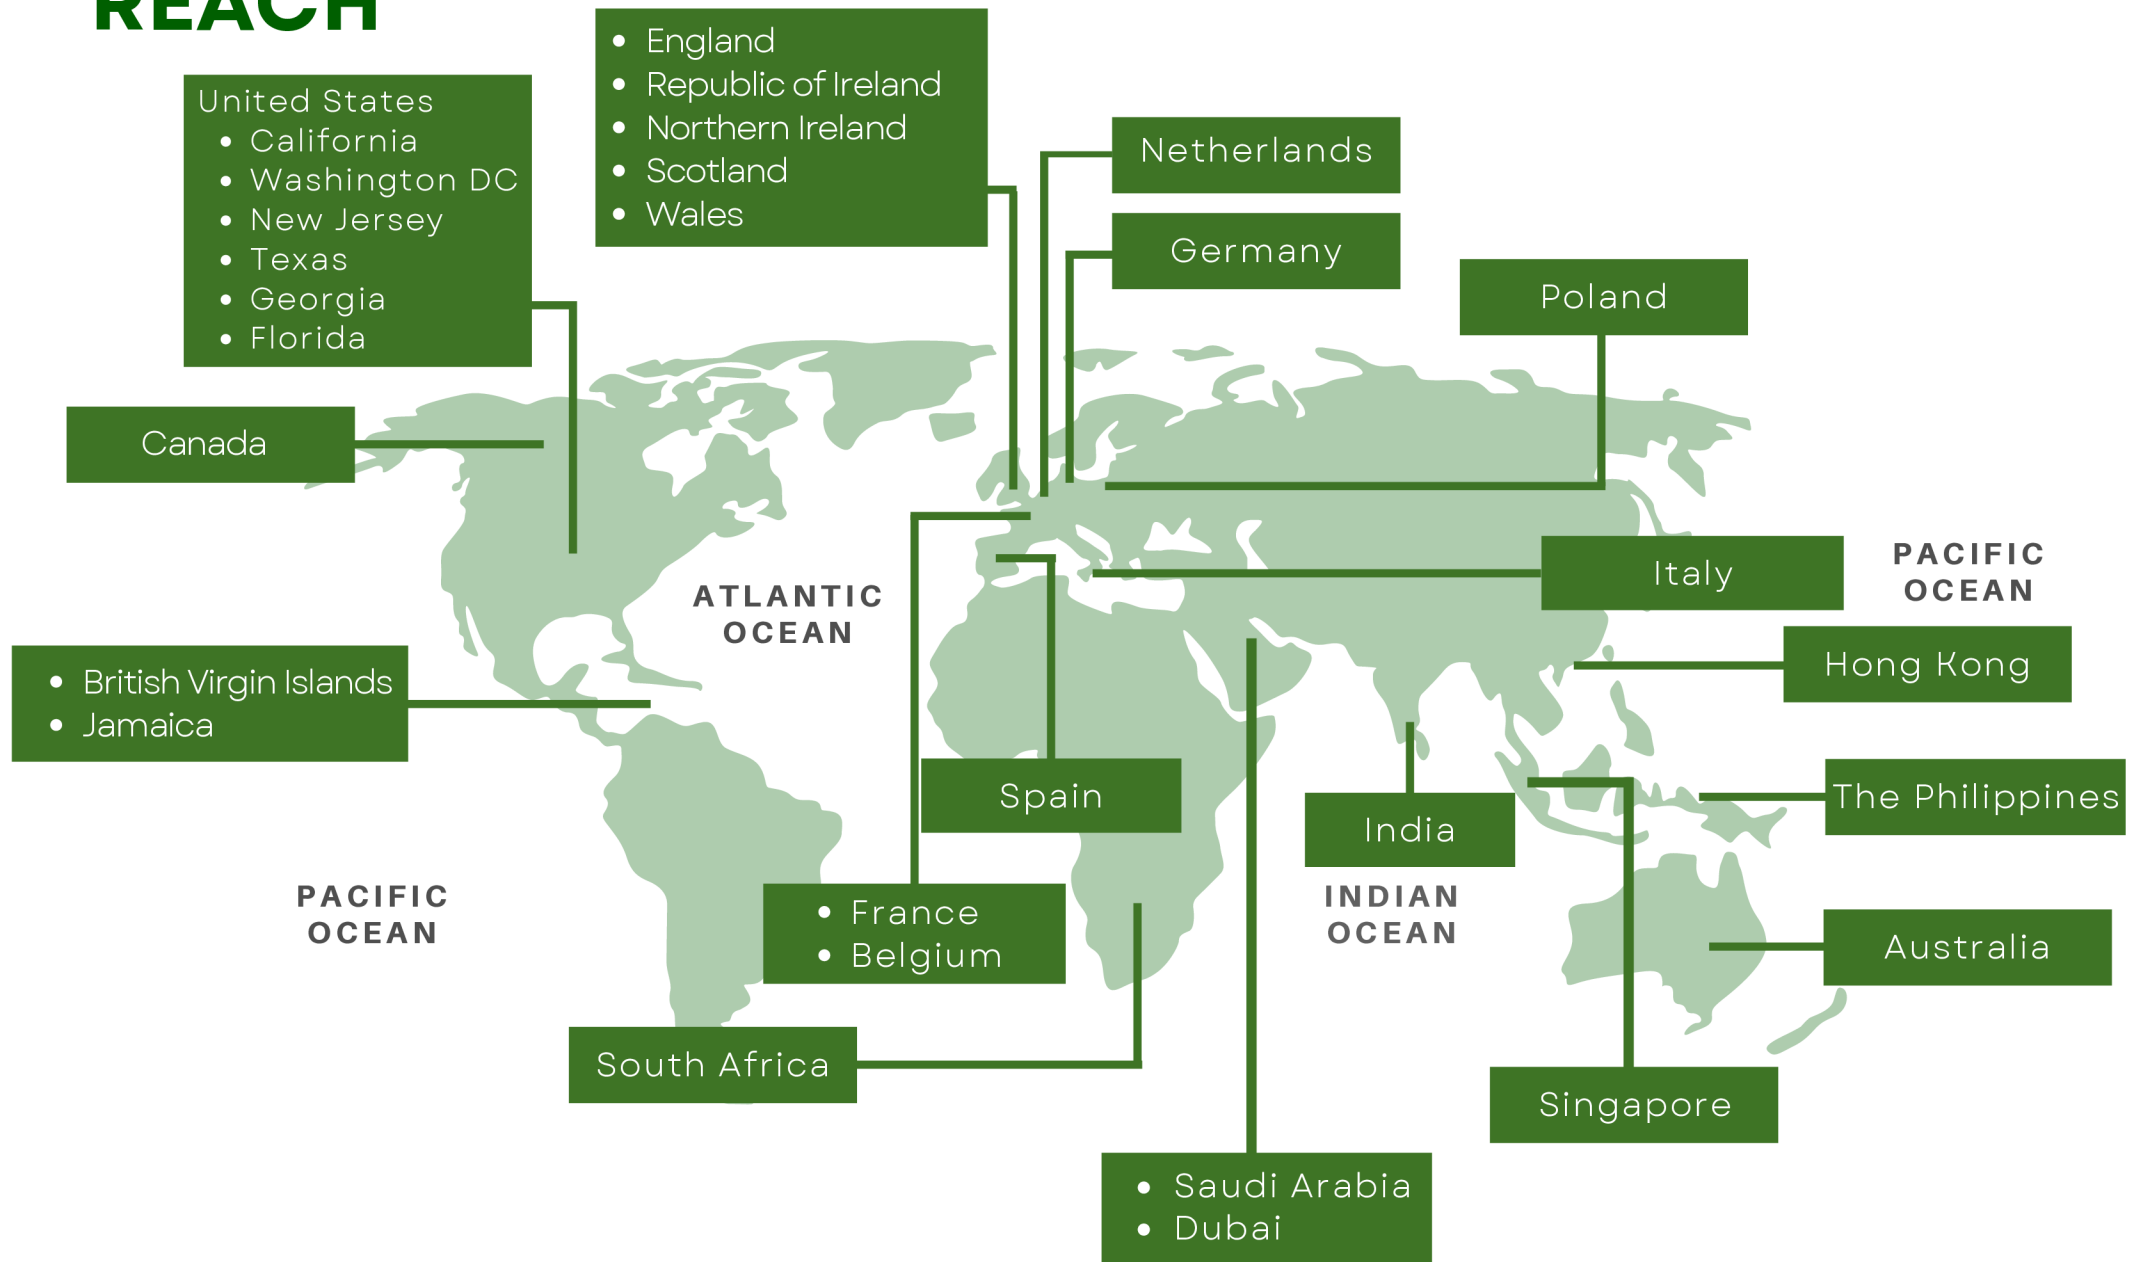 REACH
United States
• California
• Washington DC
• New Jersey
• Texas
• Georgia
• Florida
• England
• Republic of Ireland
• Northern Ireland
• Scotland
• Wales
Netherlands
Germany
Poland
Canada
ATLANTIC
OCEAN
Italy
PACIFIC
OCEAN
• British Virgin Islands
• Jamaica
Hong Kong
Spain
India
The Philippines
PACIFIC
OCEAN
• France
• Belgium
INDIAN
OCEAN
Australia
South Africa
Singapore
• Saudi Arabia
• Dubai